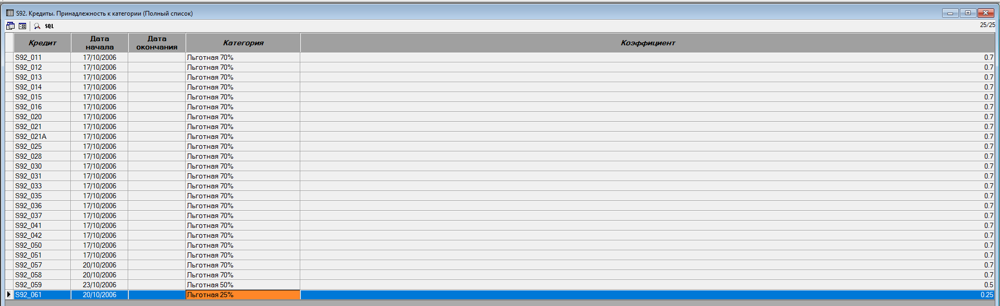 S92. Кредиты. Принадлежность к категории (Полный список)
SQL
25/25
Кредит Дата начала Дата окончания Категория Коэффициент
S92_011 17/10/2006 Льготная 70% 0.7
S92_012 17/10/2006 Льготная 70% 0.7
S92_013 17/10/2006 Льготная 70% 0.7
S92_014 17/10/2006 Льготная 70% 0.7
S92_015 17/10/2006 Льготная 70% 0.7
S92_016 17/10/2006 Льготная 70% 0.7
S92_020 17/10/2006 Льготная 70% 0.7
S92_021 17/10/2006 Льготная 70% 0.7
S92_021A 17/10/2006 Льготная 70% 0.7
S92_025 17/10/2006 Льготная 70% 0.7
S92_028 17/10/2006 Льготная 70% 0.7
S92_030 17/10/2006 Льготная 70% 0.7
S92_031 17/10/2006 Льготная 70% 0.7
S92_033 17/10/2006 Льготная 70% 0.7
S92_035 17/10/2006 Льготная 70% 0.7
S92_036 17/10/2006 Льготная 70% 0.7
S92_037 17/10/2006 Льготная 70% 0.7
S92_041 17/10/2006 Льготная 70% 0.7
S92_042 17/10/2006 Льготная 70% 0.7
S92_050 17/10/2006 Льготная 70% 0.7
S92_051 17/10/2006 Льготная 70% 0.7
S92_057 20/10/2006 Льготная 70% 0.7
S92_058 20/10/2006 Льготная 70% 0.7
S92_059 23/10/2006 Льготная 50% 0.5
S92_061 20/10/2006 Льготная 25% 0.25